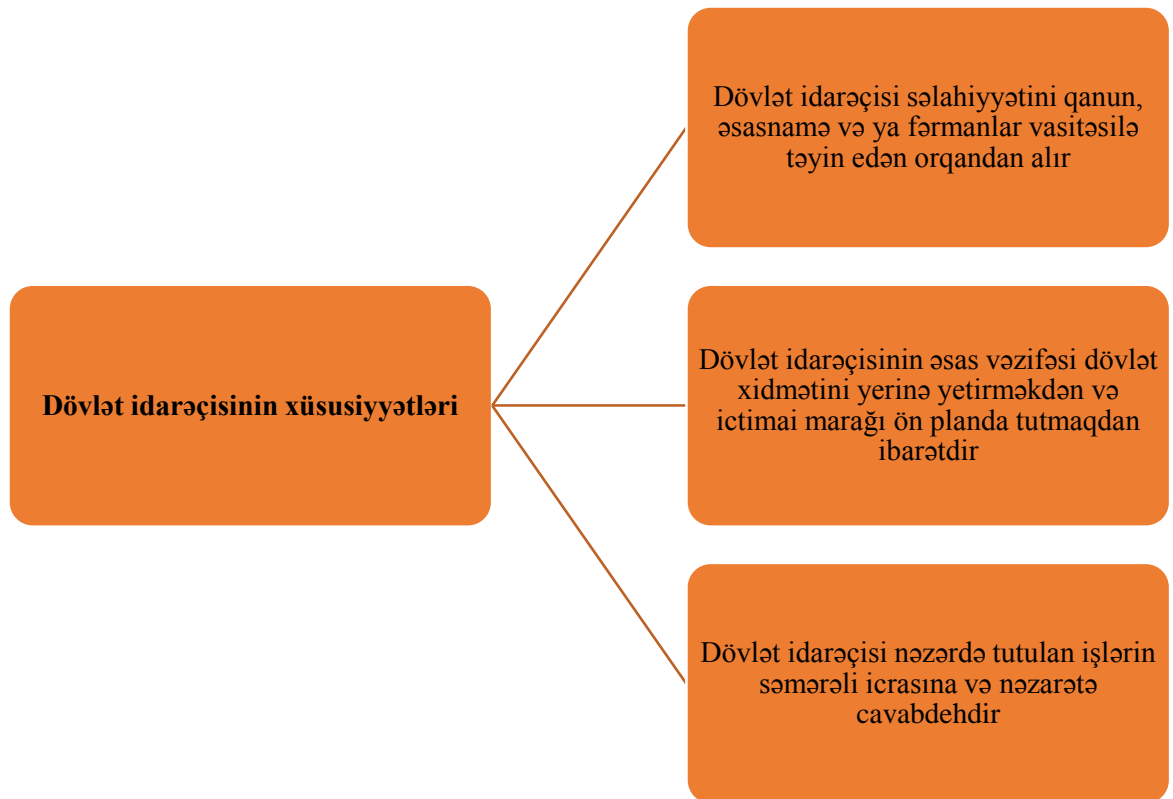 Dövlət idarəçisinin xüsusiyyətləri
Dövlət idarəçisi səlahiyyətini qanun,
əsasnamə və ya fərmanlar vasitəsilə
təyin edən orqandan alır
Dövlət idarəçisinin əsas vəzifəsi dövlət
xidmətini yerinə yetirməkdən və
ictimai marağı ön planda tutmaqdan
ibarətdir
Dövlət idarəçisi nəzərdə tutulan işlərin
səmərəli icrasına və nəzarətə
cavabdehdir